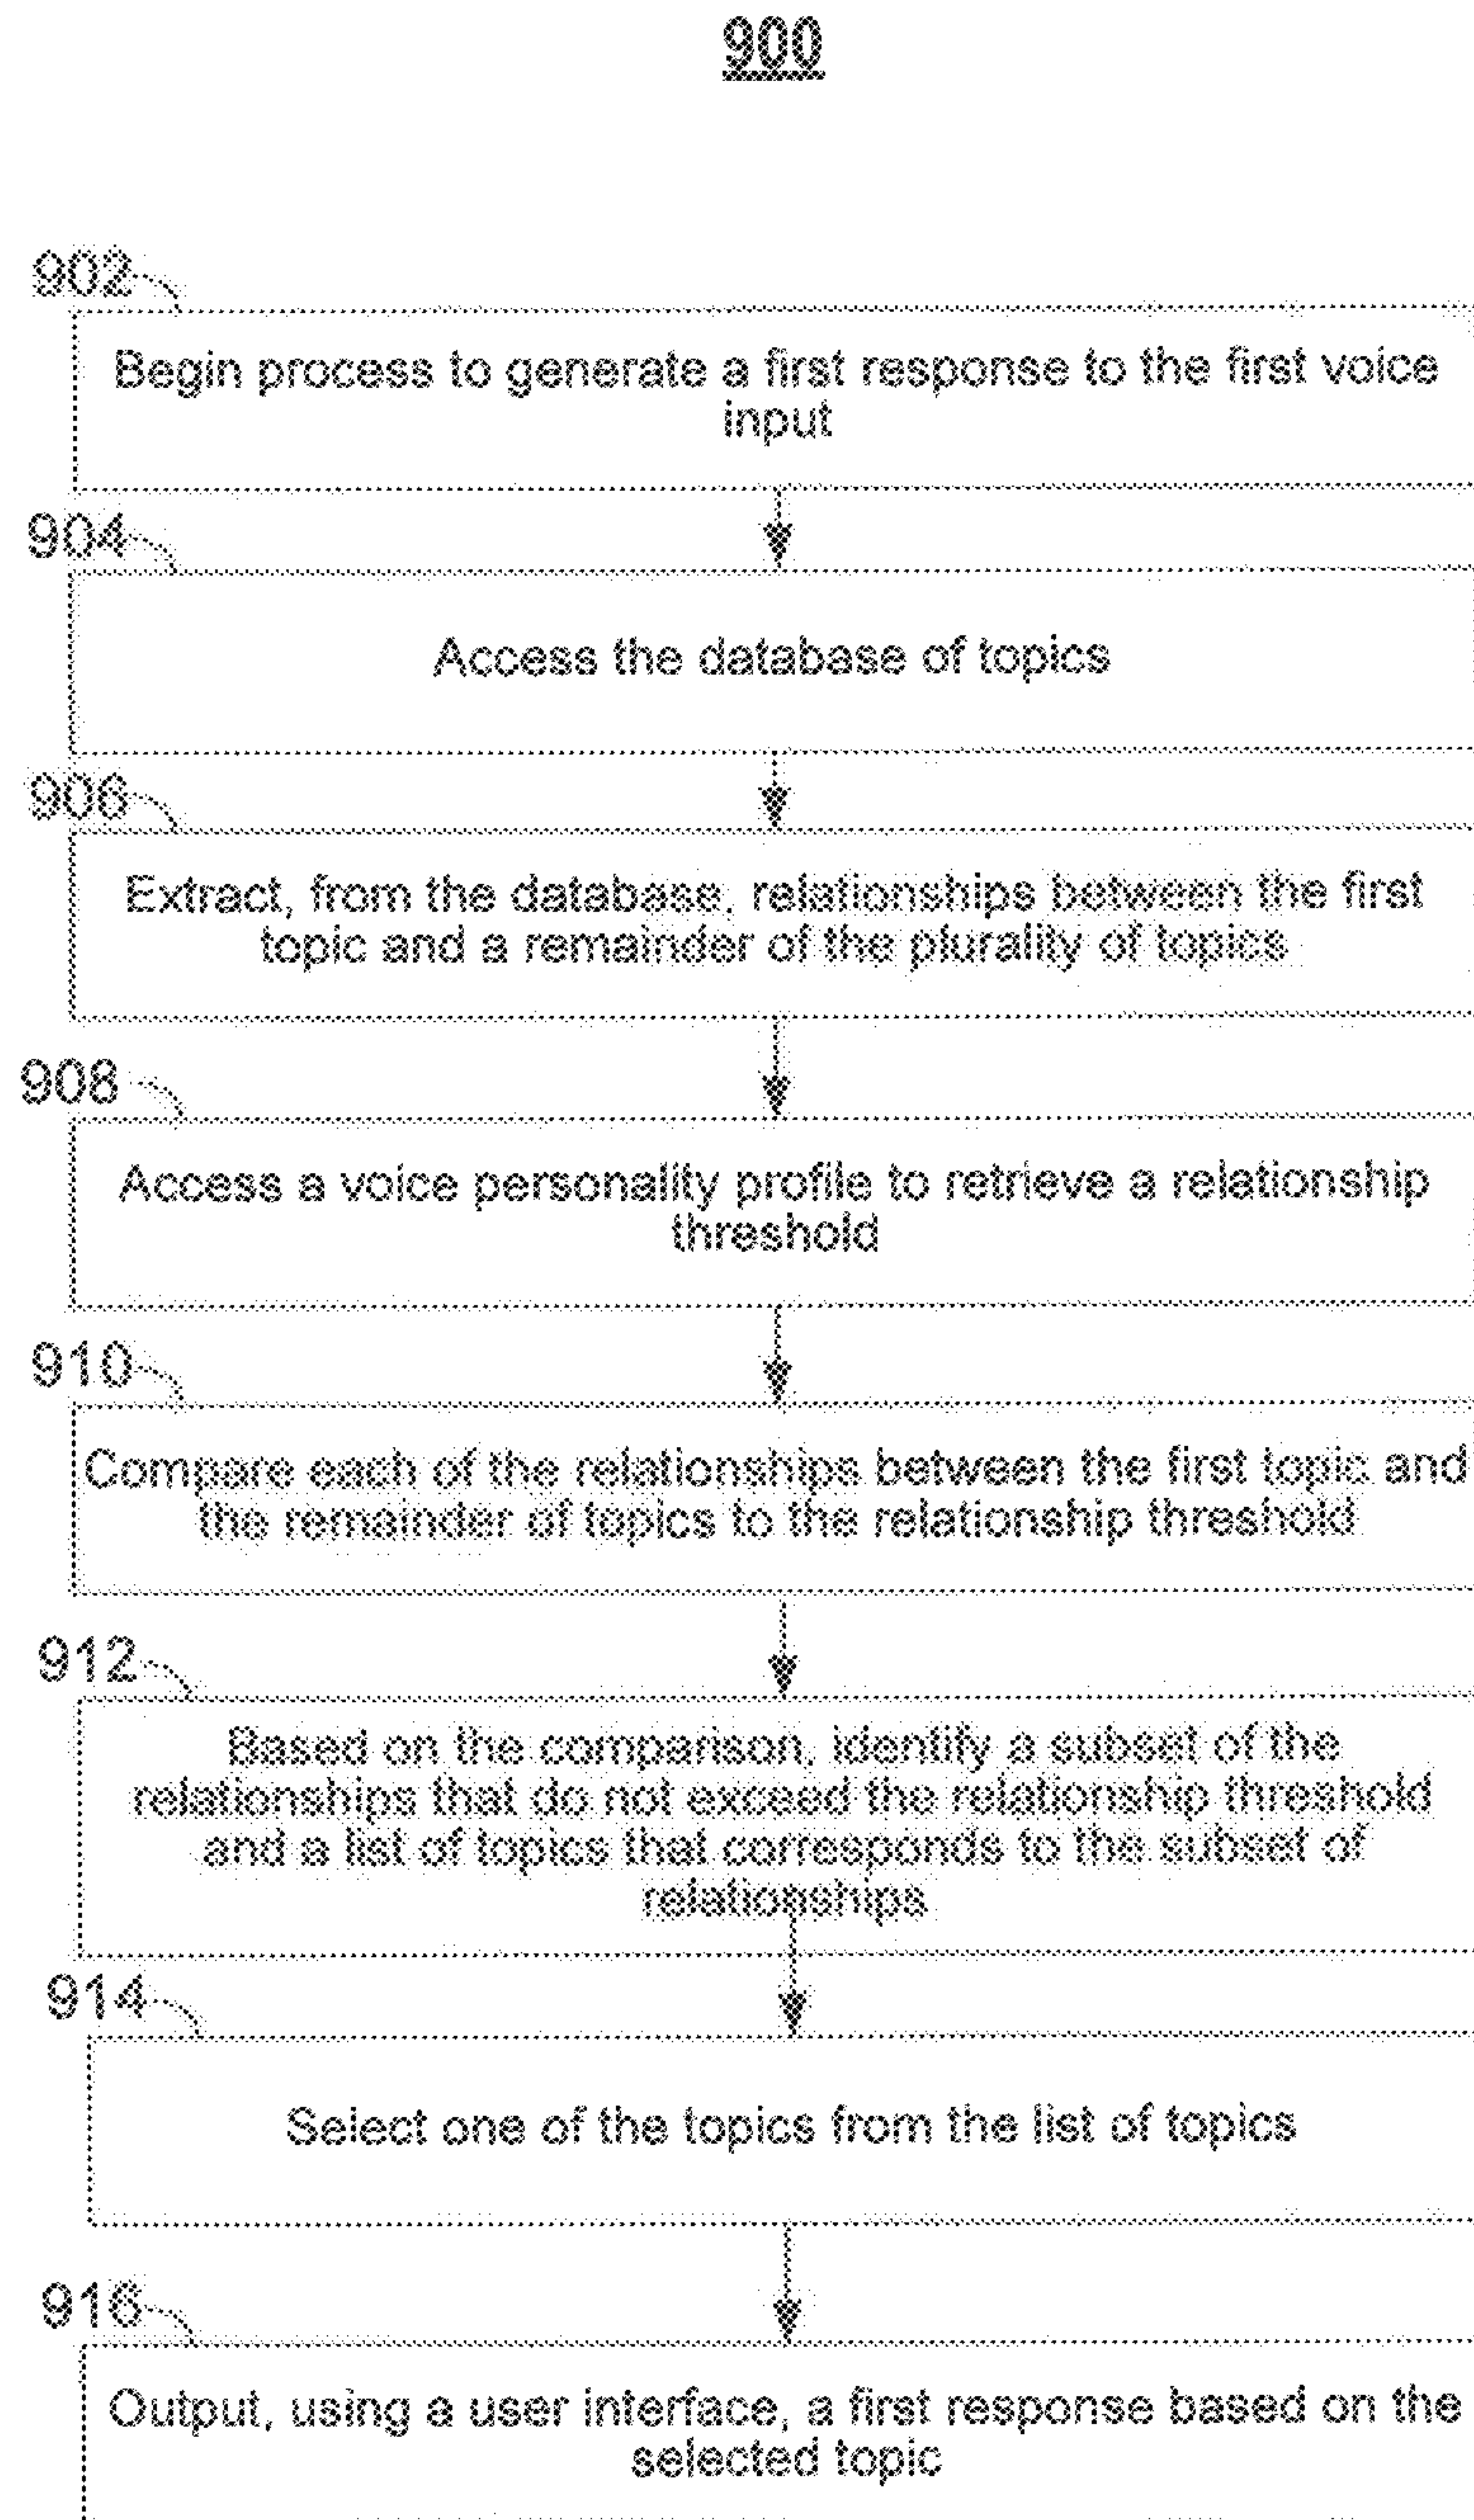 900
902
Begin process to generate a first response to the first voice
input
904
Access the database of topics
906
Extract, from the database, relationships between the first
topic and a remainder of the plurality of topics
908
Access a voice personality profile to retrieve a relationship
threshold
910
Compare each of the relationships between the first topic and
the remainder of topics to the relationship threshold
912
Based on the comparison, identify a subset of the
relationships that do not exceed the relationship threshold
and a list of topics that corresponds to the subset of
relationships
914
Select one of the topics from the list of topics
916
Output, using a user interface, a first response based on the
selected topic